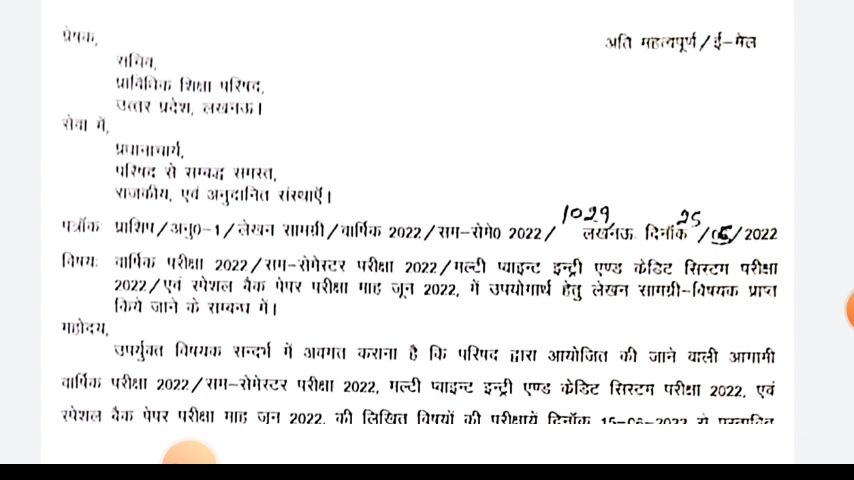 प्रेषक,
अति महत्वपूर्ण/ई-मेल
सचिव,
प्राविधिक शिक्षा परिषद,
उत्तर प्रदेश, लखनऊ।
सेवा में,
प्रधानाचार्य,
परिषद से सम्बद्ध समस्त,
राजकीय, एवं अनुदानित संस्थाऍ।
पत्रॉक प्राशिप/अनु0-1/लेखन सामग्री/वार्षिक 2022/सम-सेमे0 2022/ 1029 लखनऊ दिनॉक 25/05/2022
विषयः वार्षिक परीक्षा 2022/सम-सेमेस्टर परीक्षा 2022/मल्टी प्वाइन्ट इन्ट्री एण्ड केडिट सिस्टम परीक्षा
2022/एवं स्पेशल बैक पेपर परीक्षा माह जून 2022, में उपयोगार्थ हेतु लेखन सामग्री-विषयक प्राप्त
किये जाने के सम्बन्ध में।
महोदय,
उपर्युक्त विषयक सन्दर्भ में अवगत कराना है कि परिषद द्वारा आयोजित की जाने वाली आगामी
वार्षिक परीक्षा 2022/सम-सेमेस्टर परीक्षा 2022, मल्टी प्वाइन्ट इन्ट्री एण्ड केडिट सिस्टम परीक्षा 2022, एवं
स्पेशल बैक पेपर परीक्षा माह जून 2022, की लिखित विषयों की परीक्षायें दिनॉक 15-06-2022 से प्रस्तावित